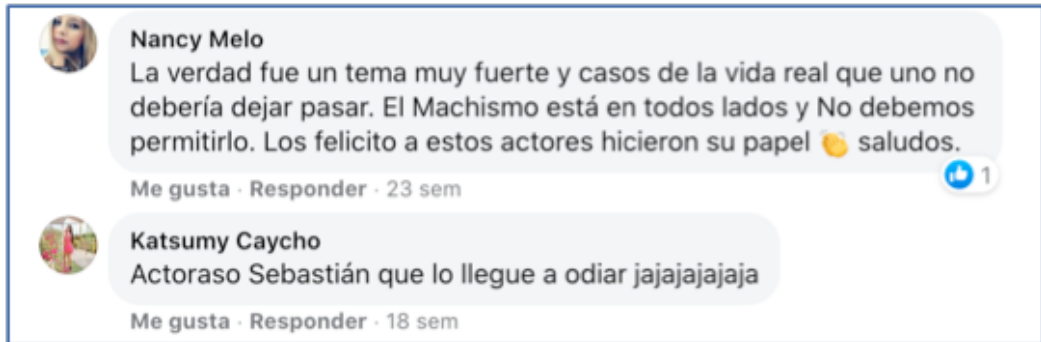 Nancy Melo
La verdad fue un tema muy fuerte y casos de la vida real que uno no
debería dejar pasar. El Machismo está en todos lados y No debemos
permitirlo. Los felicito a estos actores hicieron su papel 👏 saludos.
1
Me gusta · Responder · 23 sem
Katsumy Caycho
Actoraso Sebastián que lo llegue a odiar jajajajajaja
Me gusta · Responder · 18 sem